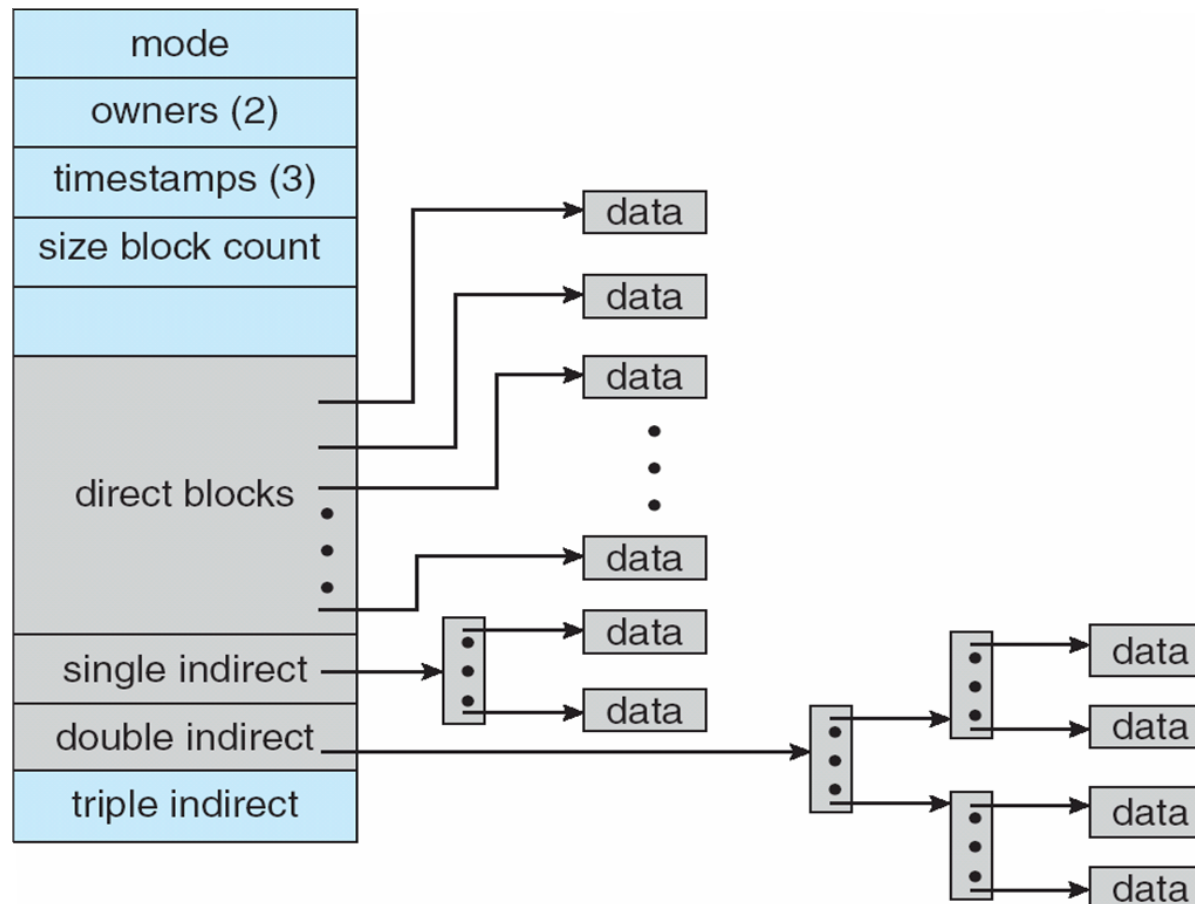 mode
owners (2)
timestamps (3)
size block count
direct blocks
single indirect
double indirect
triple indirect
data
data
data
data
data
data
data
data
data
data